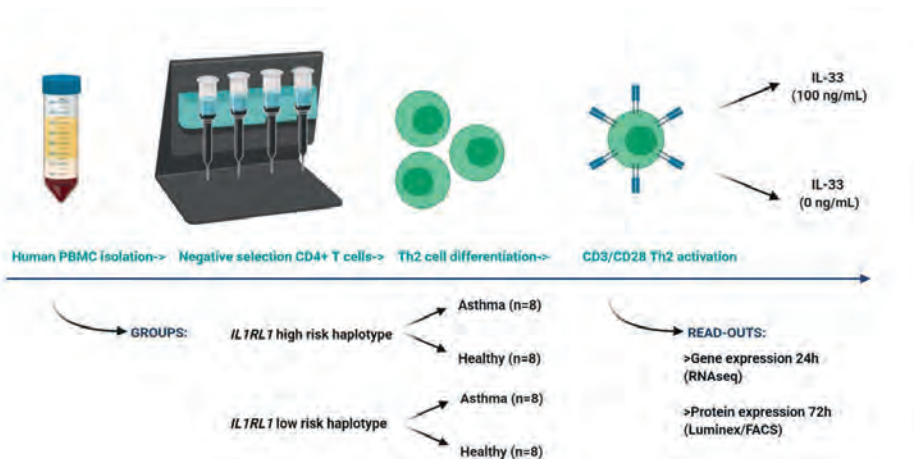 IL-33
(100 ng/mL)
IL-33
(0 ng/mL)
Human PBMC isolation-> Negative selection CD4+ T cells-> Th2 cell differentiation-> CD3/CD28 Th2 activation
GROUPS:
IL1RL1 high risk haplotype
Asthma (n=8)
Healthy (n=8)
IL1RL1 low risk haplotype
Asthma (n=8)
Healthy (n=8)
READ-OUTS:
>Gene expression 24h
(RNAseq)
>Protein expression 72h
(Luminex/FACS)